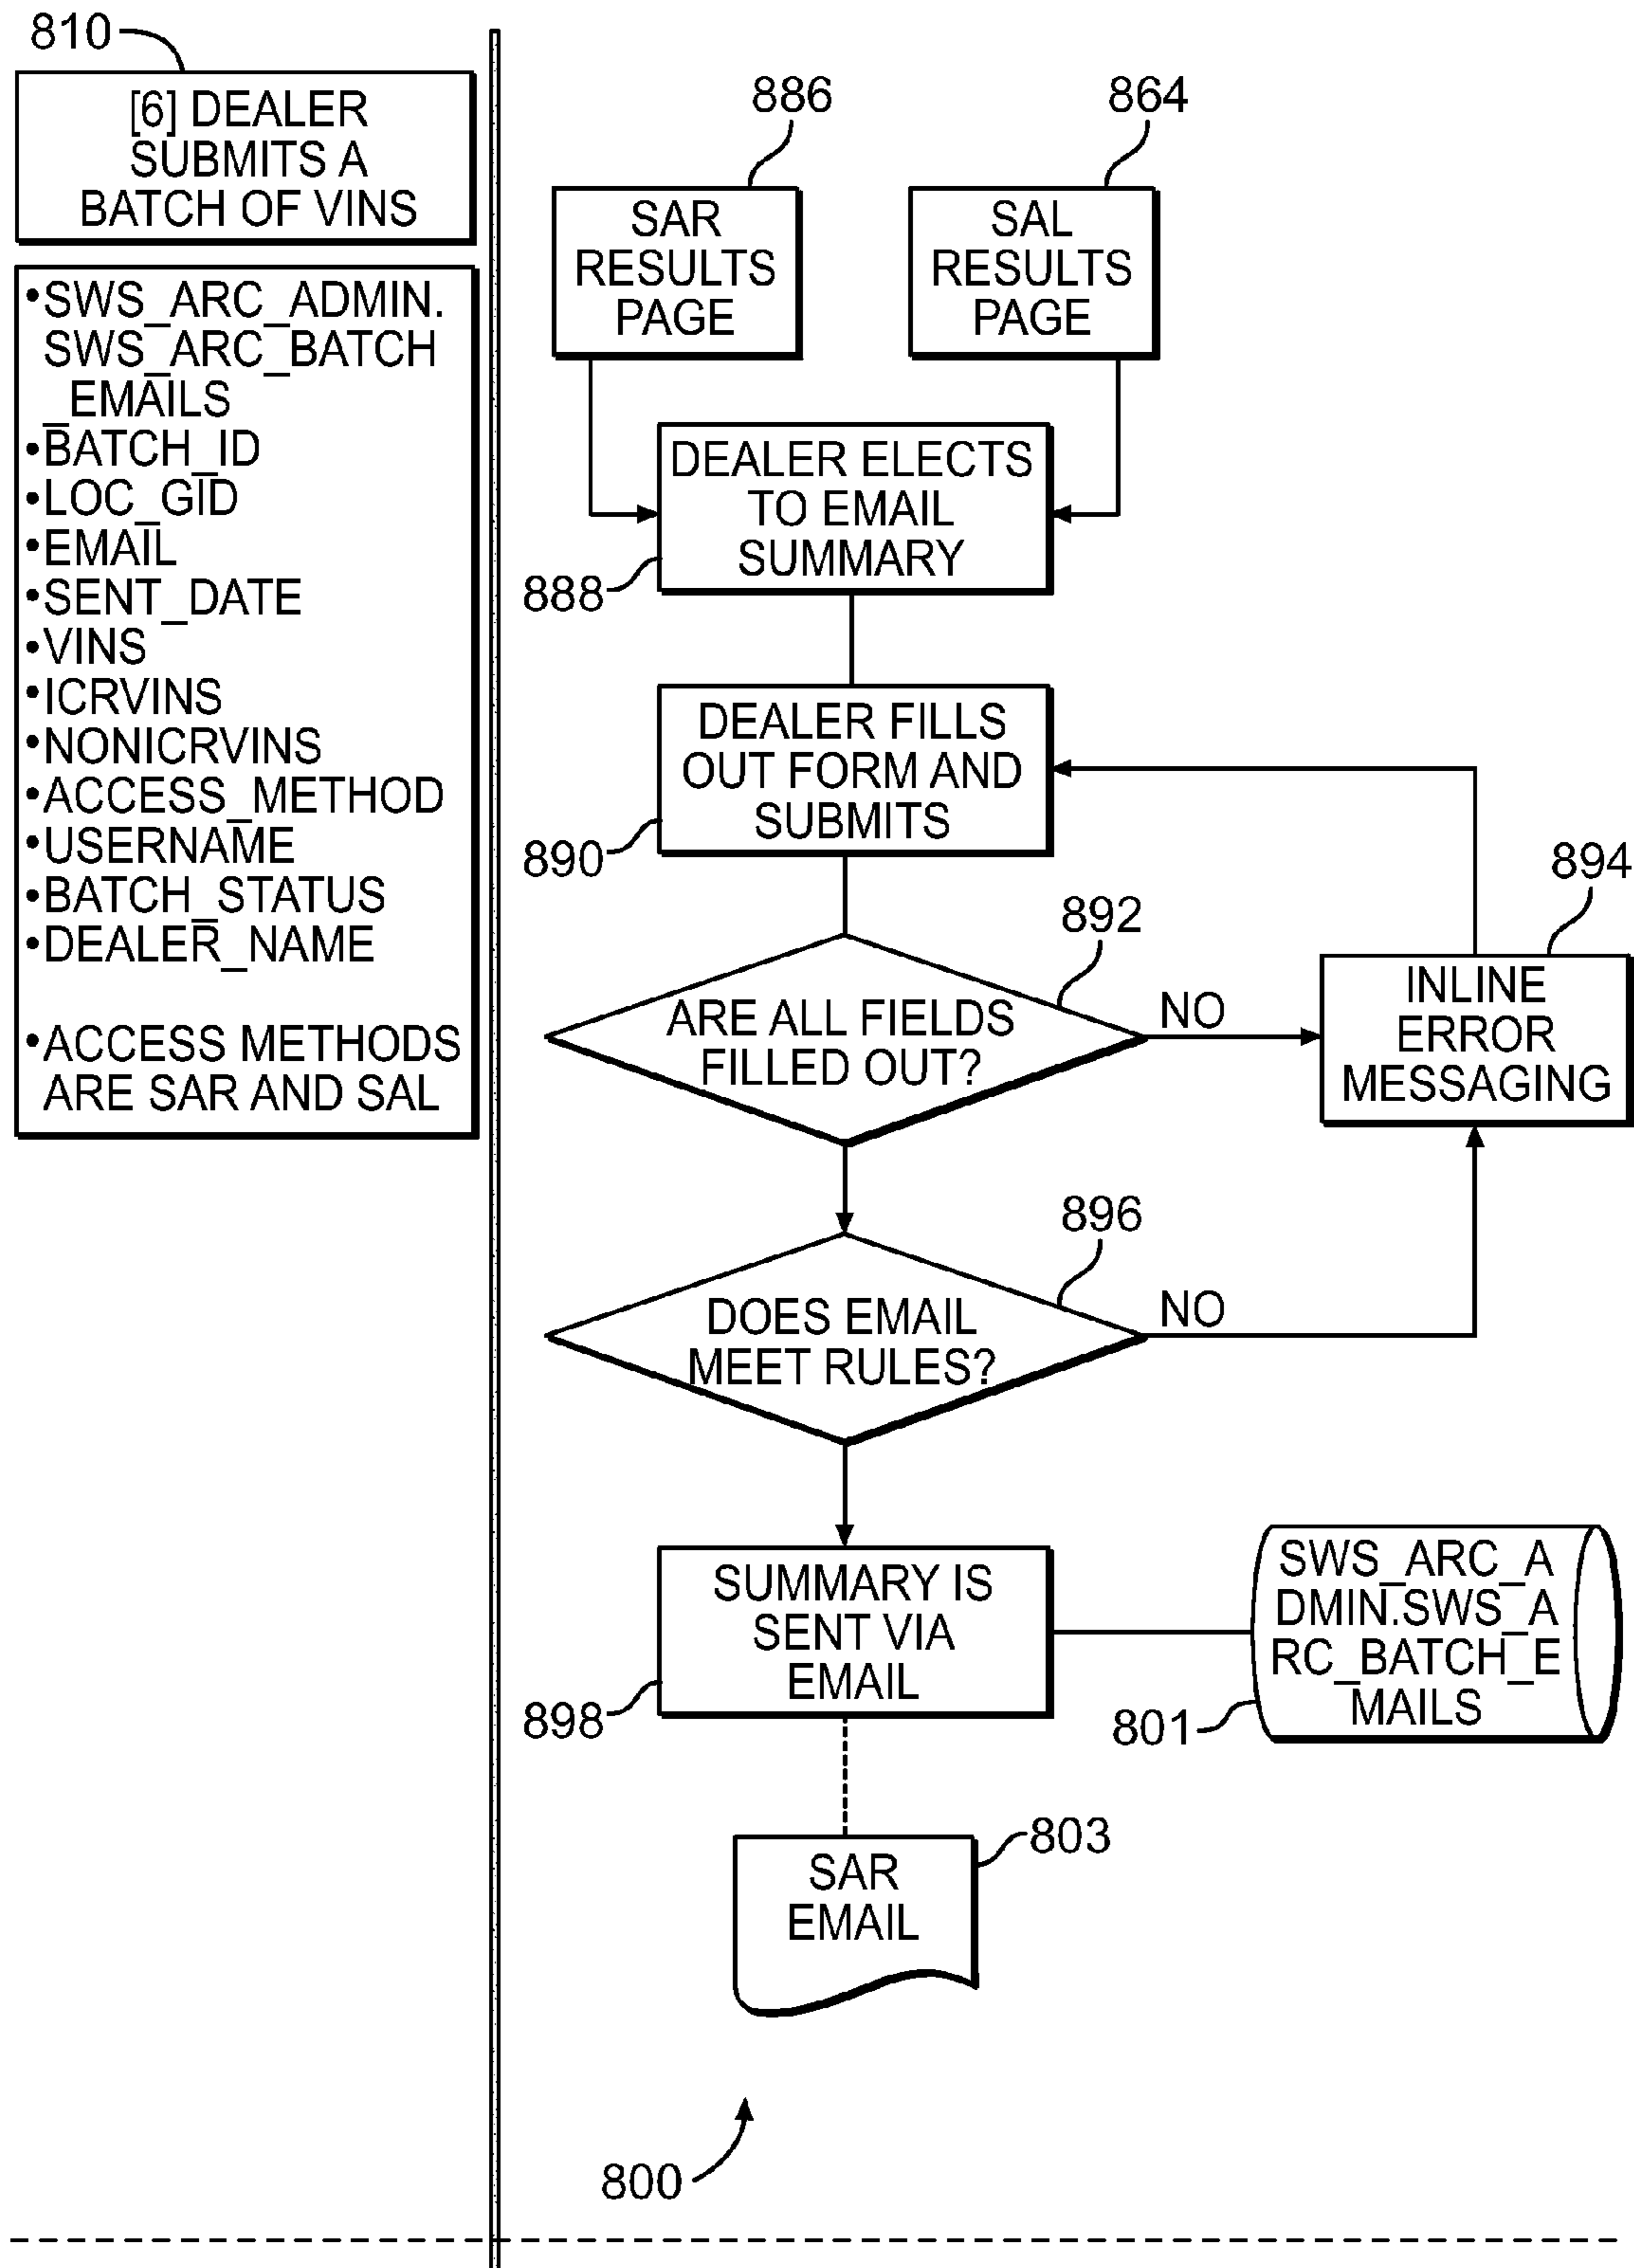 810
[6] DEALER
SUBMITS A
BATCH OF VINS
•SWS_ARC_ADMIN.
SWS_ARC_BATCH
_EMAILS
•BATCH_ID
•LOC_GID
•EMAIL
•SENT_DATE
•VINS
•ICRVINS
•NONICRVINS
•ACCESS_METHOD
•USERNAME
•BATCH_STATUS
•DEALER_NAME
•ACCESS METHODS
ARE SAR AND SAL
886
SAR
RESULTS
PAGE
864
SAL
RESULTS
PAGE
DEALER ELECTS
TO EMAIL
SUMMARY
888
DEALER FILLS
OUT FORM AND
SUBMITS
890
892
ARE ALL FIELDS
FILLED OUT?
NO
894
INLINE
ERROR
MESSAGING
896
DOES EMAIL
MEET RULES?
NO
SUMMARY IS
SENT VIA
EMAIL
898
SWS_ARC_A
DMIN.SWS_A
RC_BATCH_E
MAILS
801
803
SAR
EMAIL
800